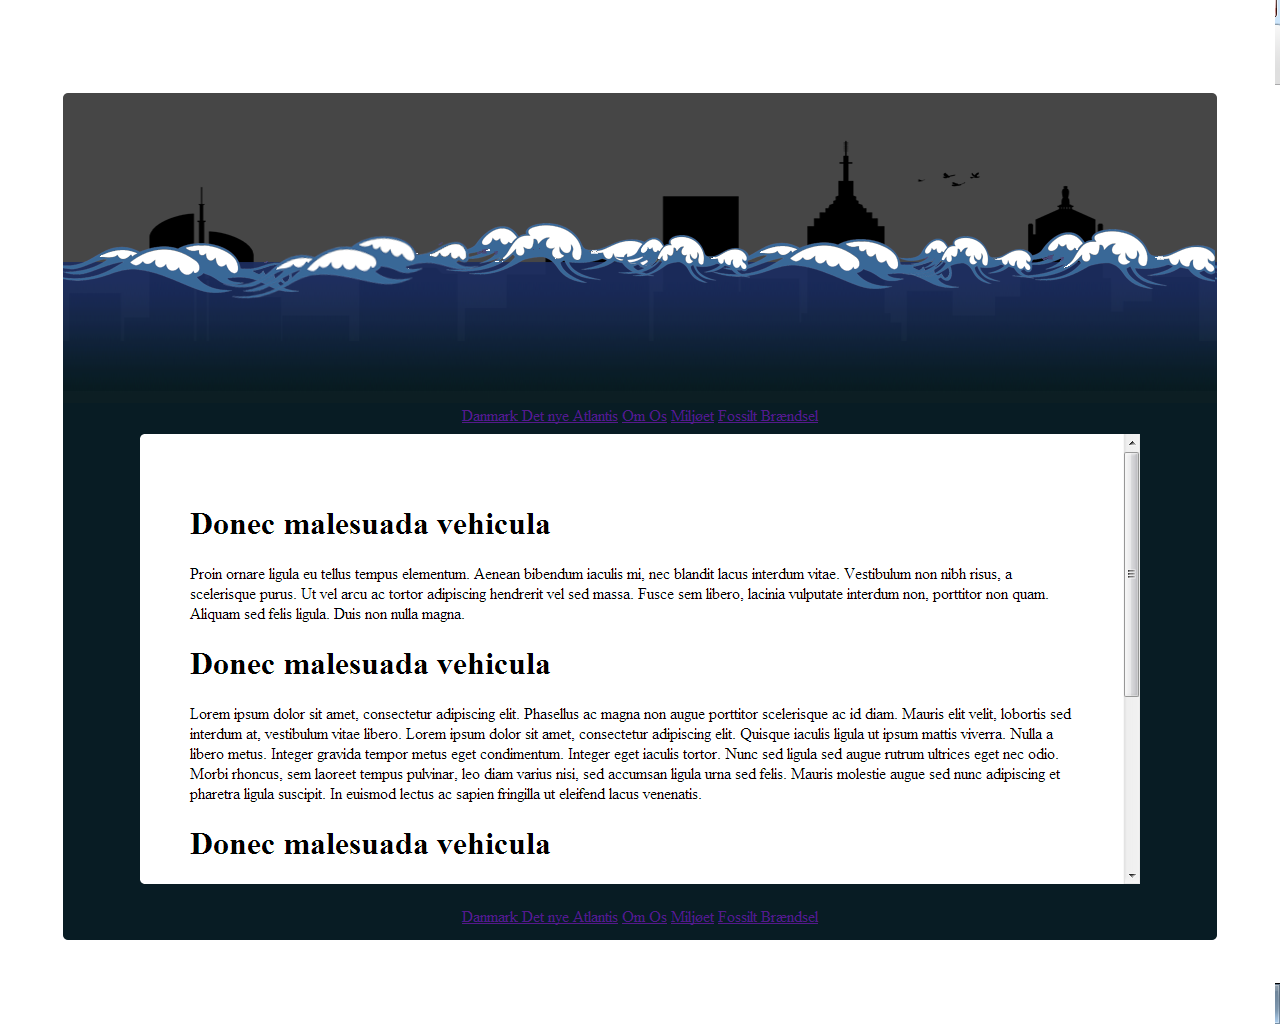 Danmark Det nye Atlantis Om Os Miljøet Fossilt Brændsel
Donec malesuada vehicula
Proin ornare ligula eu tellus tempus elementum. Aenean bibendum iaculis mi, nec blandit lacus interdum vitae. Vestibulum non nibh risus, a
scelerisque purus. Ut vel arcu ac tortor adipiscing hendrerit vel sed massa. Fusce sem libero, lacinia vulputate interdum non, porttitor non quam.
Aliquam sed felis ligula. Duis non nulla magna.
Donec malesuada vehicula
Lorem ipsum dolor sit amet, consectetur adipiscing elit. Phasellus ac magna non augue porttitor scelerisque ac id diam. Mauris elit velit, lobortis sed
interdum at, vestibulum vitae libero. Lorem ipsum dolor sit amet, consectetur adipiscing elit. Quisque iaculis ligula ut ipsum mattis viverra. Nulla a
libero metus. Integer gravida tempor metus eget condimentum. Integer eget iaculis tortor. Nunc sed ligula sed augue rutrum ultrices eget nec odio.
Morbi rhoncus, sem laoreet tempus pulvinar, leo diam varius nisi, sed accumsan ligula urna sed felis. Mauris molestie augue sed nunc adipiscing et
pharetra ligula suscipit. In euismod lectus ac sapien fringilla ut eleifend lacus venenatis.
Donec malesuada vehicula
Danmark Det nye Atlantis Om Os Miljøet Fossilt Brændsel